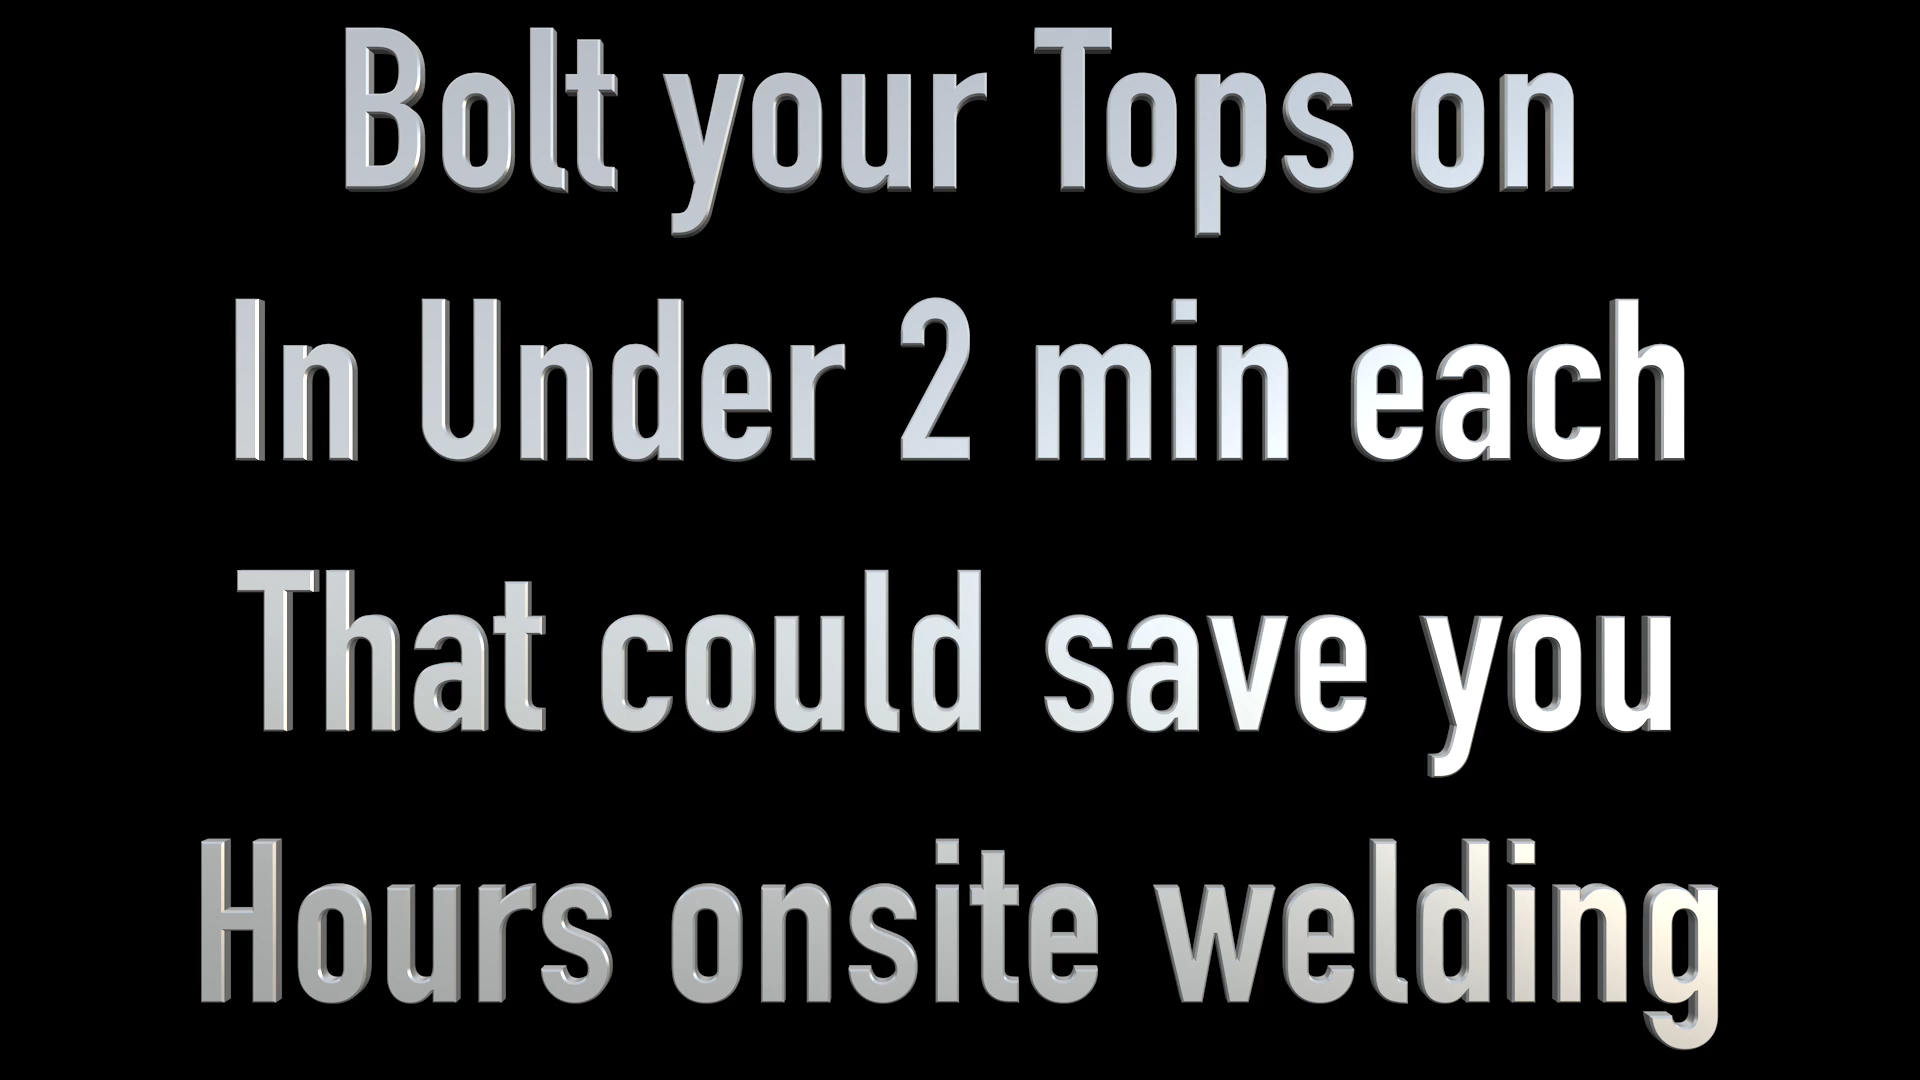 Bolt your Tops on
In Under 2 min each
That could save you
Hours onsite welding